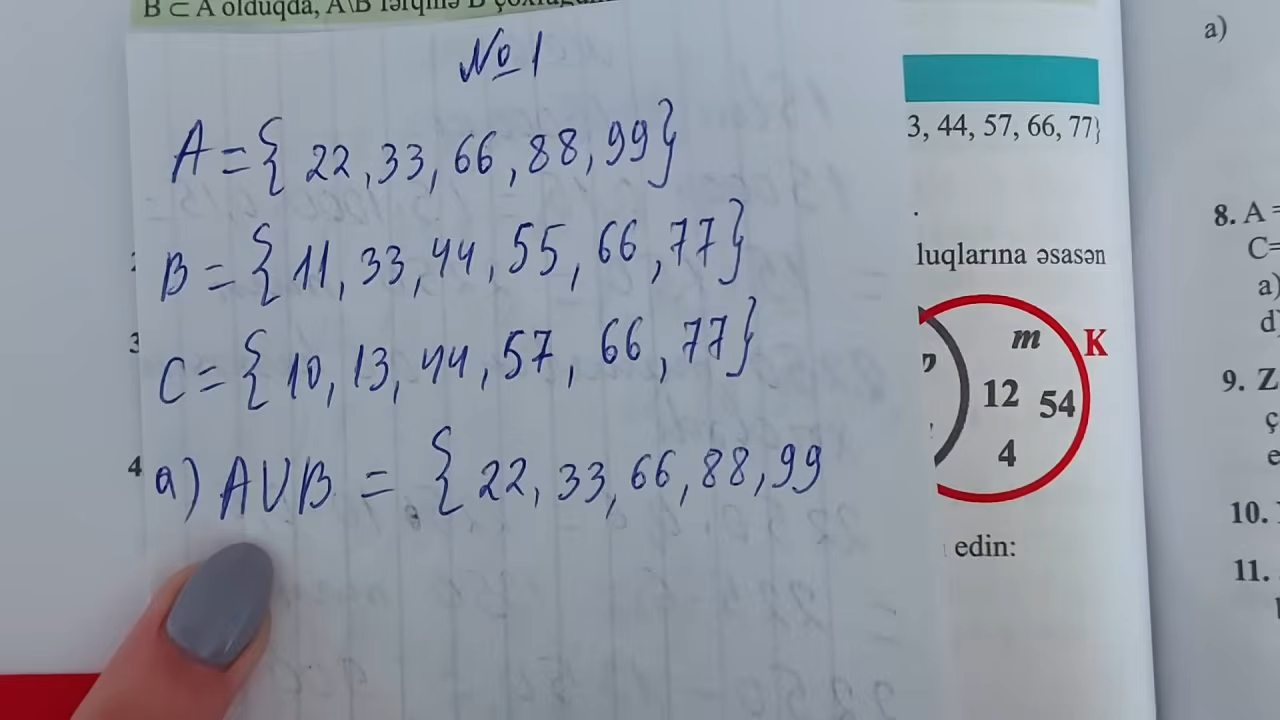 B ⊂ A olduqda, A\B fərqinə B
№1
A = { 22, 33, 66, 88, 99}
B = { 11, 33, 44, 55, 66, 77}
C = { 10, 13, 44, 57, 66, 77}
a) A∪B = { 22, 33, 66, 88, 99
3
4
3, 44, 57, 66, 77}
luqlarına əsasən
m
K
12 54
4
edin:
a)
8. A =
C=
a)
d)
9. Z
ç
e
10.
11.